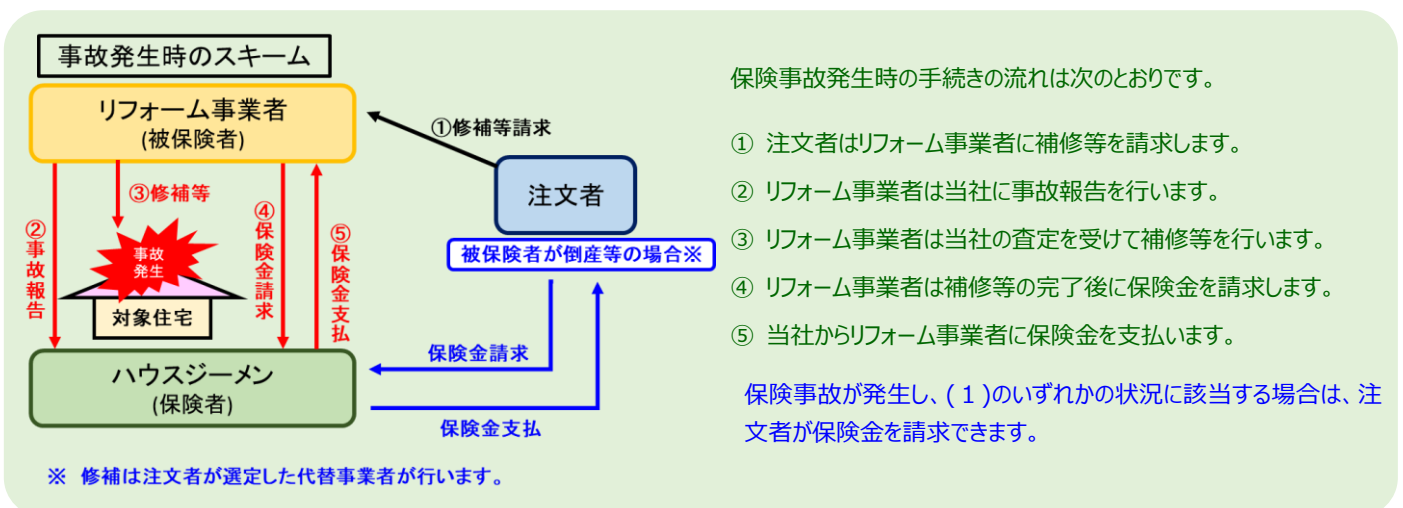 事故発生時のスキーム
リフォーム事業者
(被保険者)
①修補等請求
注文者
③修補等
②事故報告
④保険金請求
⑤保険金支払
事故
発生
対象住宅
被保険者が倒産等の場合※
保険金請求
ハウスジーメン
(保険者)
保険金支払
※ 修補は注文者が選定した代替事業者が行います。
保険事故発生時の手続きの流れは次のとおりです。
① 注文者はリフォーム事業者に補修等を請求します。
② リフォーム事業者は当社に事故報告を行います。
③ リフォーム事業者は当社の査定を受けて補修等を行います。
④ リフォーム事業者は補修等の完了後に保険金を請求します。
⑤ 当社からリフォーム事業者に保険金を支払います。
保険事故が発生し、(１)のいずれかの状況に該当する場合は、注
文者が保険金を請求できます。